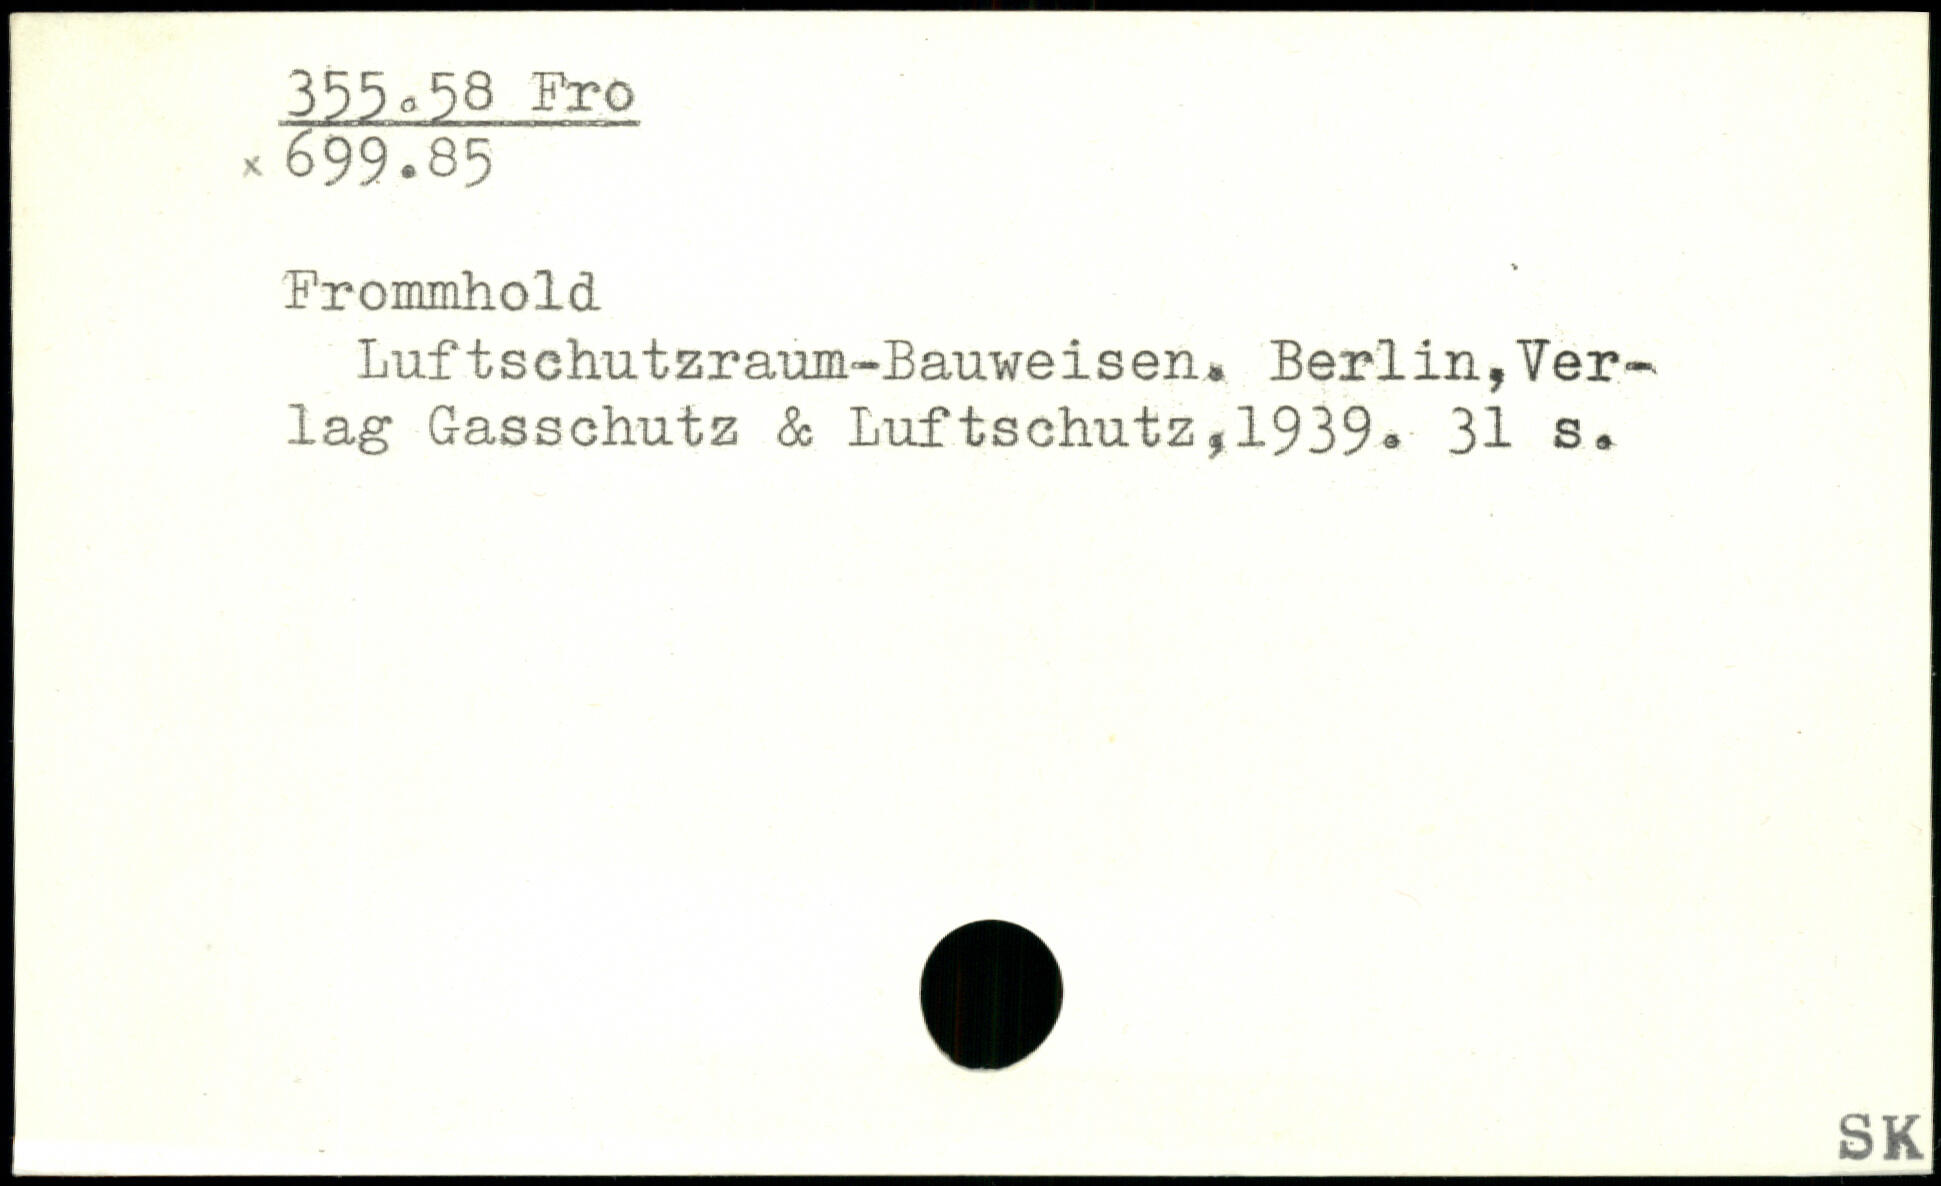 355.58 Fro
x 699.85
Frommhold
Luftschutzraum-Bauweisen. Berlin,Ver-
lag Gasschutz & Luftschutz,1939. 31 s.
SK